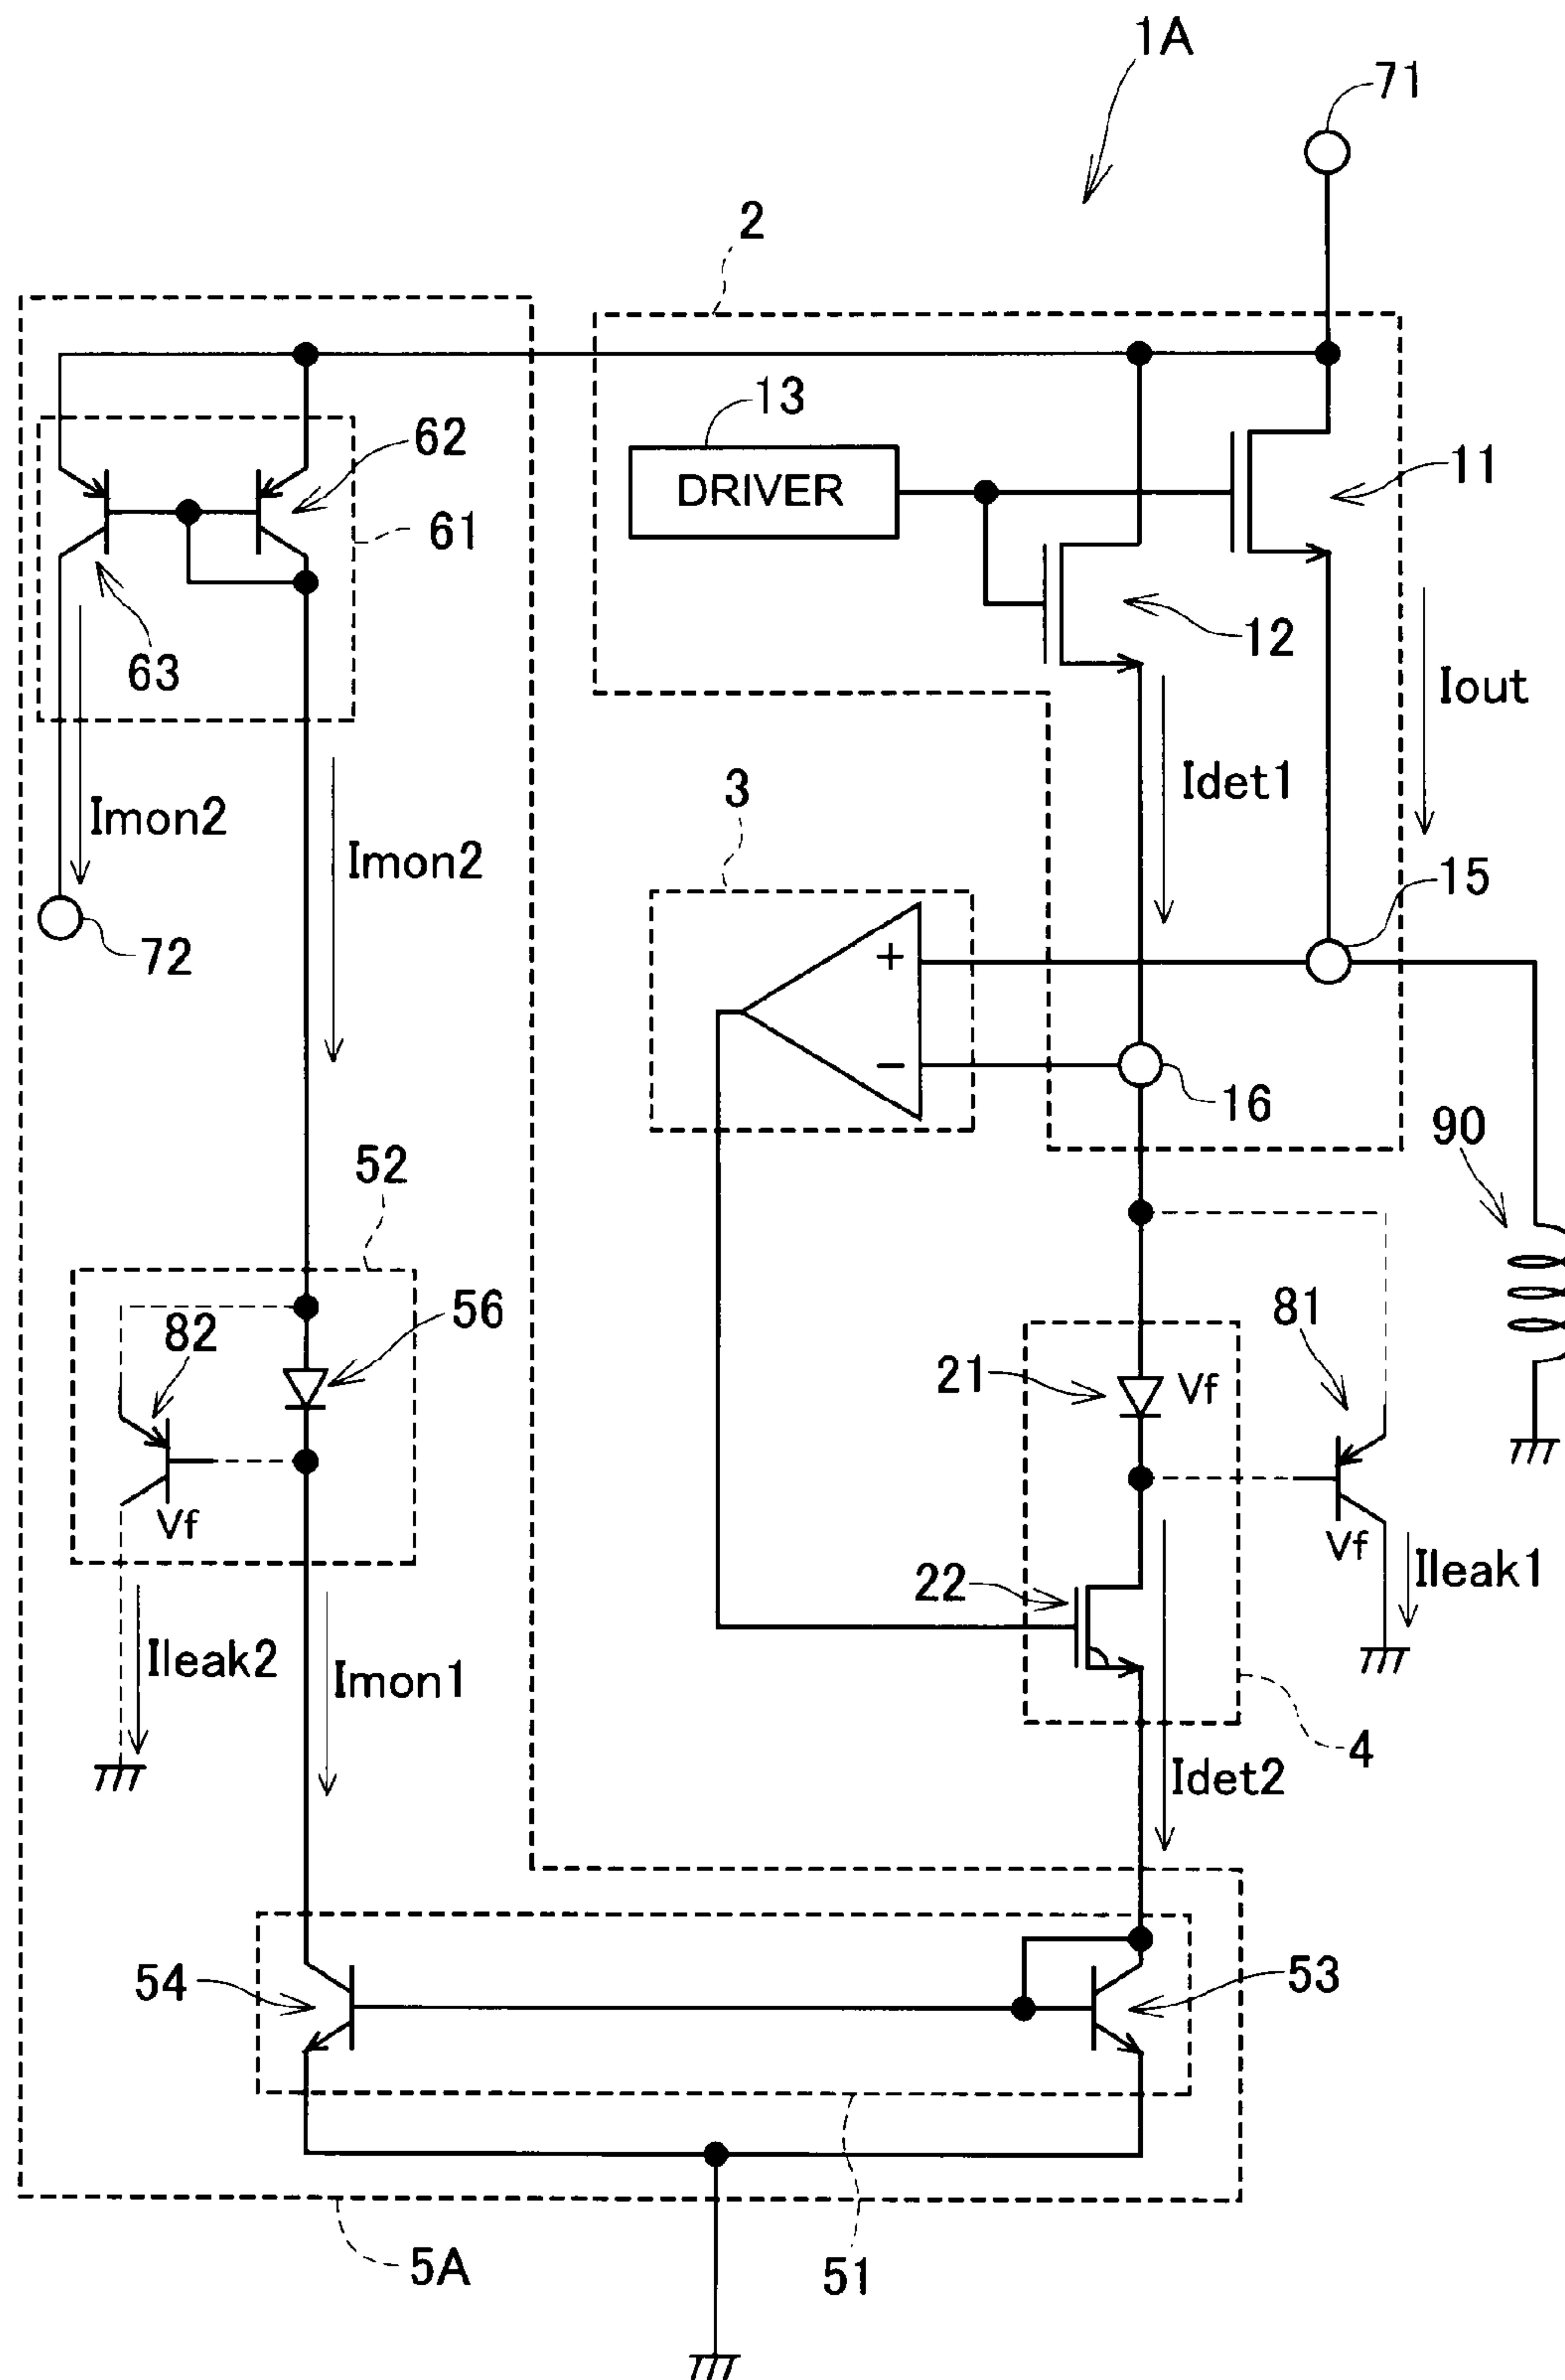 1A
71
2
13
DRIVER
62
11
61
12
63
Iout
Idet1
3
Imon2
Imon2
15
72
+
−
16
90
52
82
56
81
21
Vf
Vf
22
Vf
Ileak1
Ileak2
Imon1
4
Idet2
54
53
5A
51